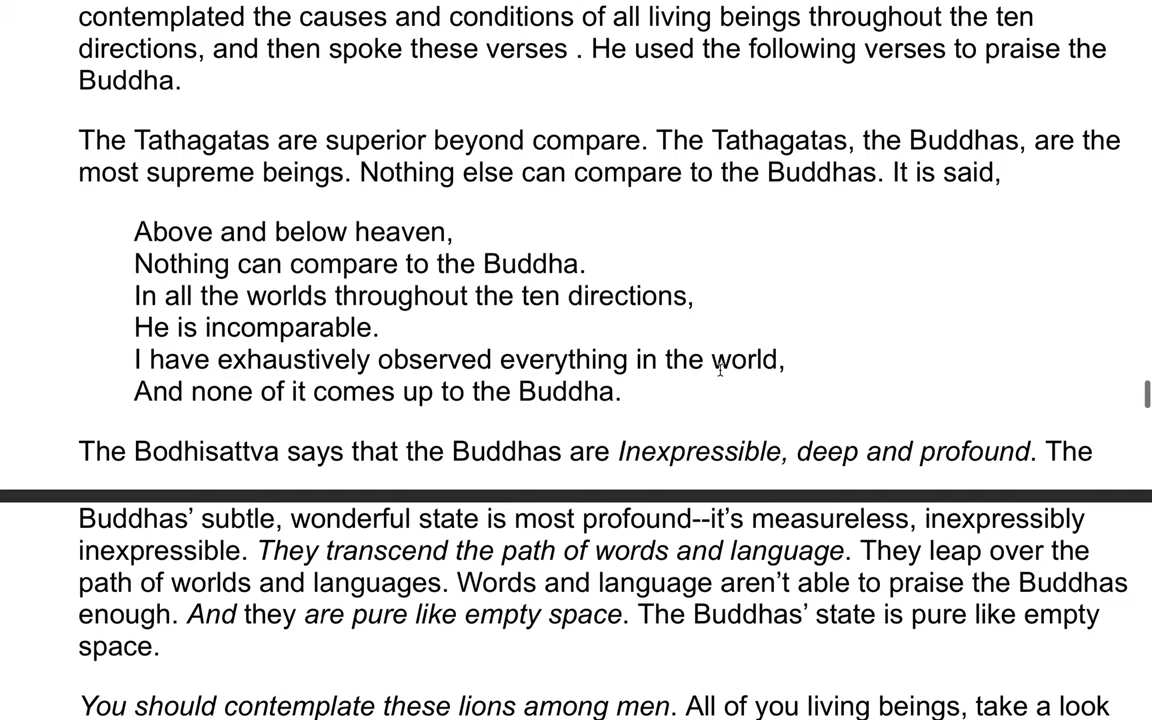 contemplated the causes and conditions of all living beings throughout the ten
directions, and then spoke these verses . He used the following verses to praise the
Buddha.
The Tathagatas are superior beyond compare. The Tathagatas, the Buddhas, are the
most supreme beings. Nothing else can compare to the Buddhas. It is said,
Above and below heaven,
Nothing can compare to the Buddha.
In all the worlds throughout the ten directions,
He is incomparable.
I have exhaustively observed everything in the world,
And none of it comes up to the Buddha.
The Bodhisattva says that the Buddhas are Inexpressible, deep and profound. The
Buddhas’ subtle, wonderful state is most profound--it’s measureless, inexpressibly
inexpressible. They transcend the path of words and language. They leap over the
path of worlds and languages. Words and language aren’t able to praise the Buddhas
enough. And they are pure like empty space. The Buddhas’ state is pure like empty
space.
You should contemplate these lions among men. All of you living beings, take a look